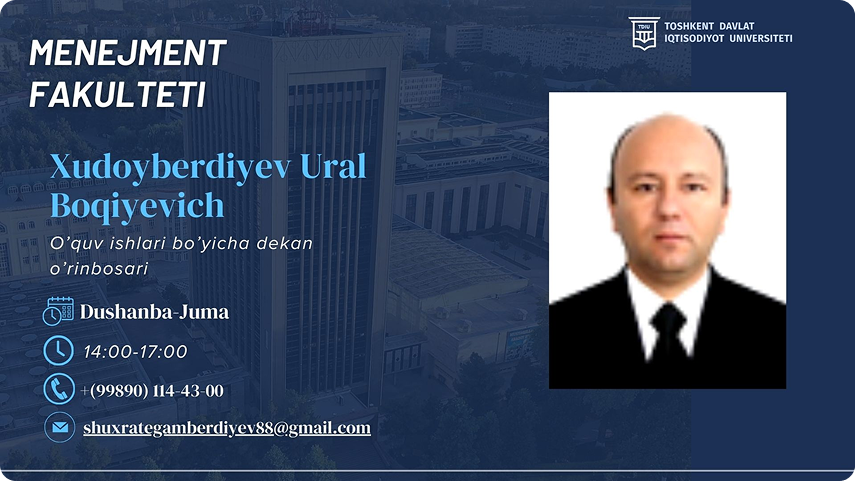 MENEJMENT
FAKULTETI
TDIU
TOSHKENT DAVLAT
IQTISODIYOT UNIVERSITETI
Xudoyberdiyev Ural
Boqiyevich
O'quv ishlari bo'yicha dekan
o'rinbosari
Dushanba-Juma
14:00-17:00
+(99890) 114-43-00
shuxrategamberdiyev88@gmail.com